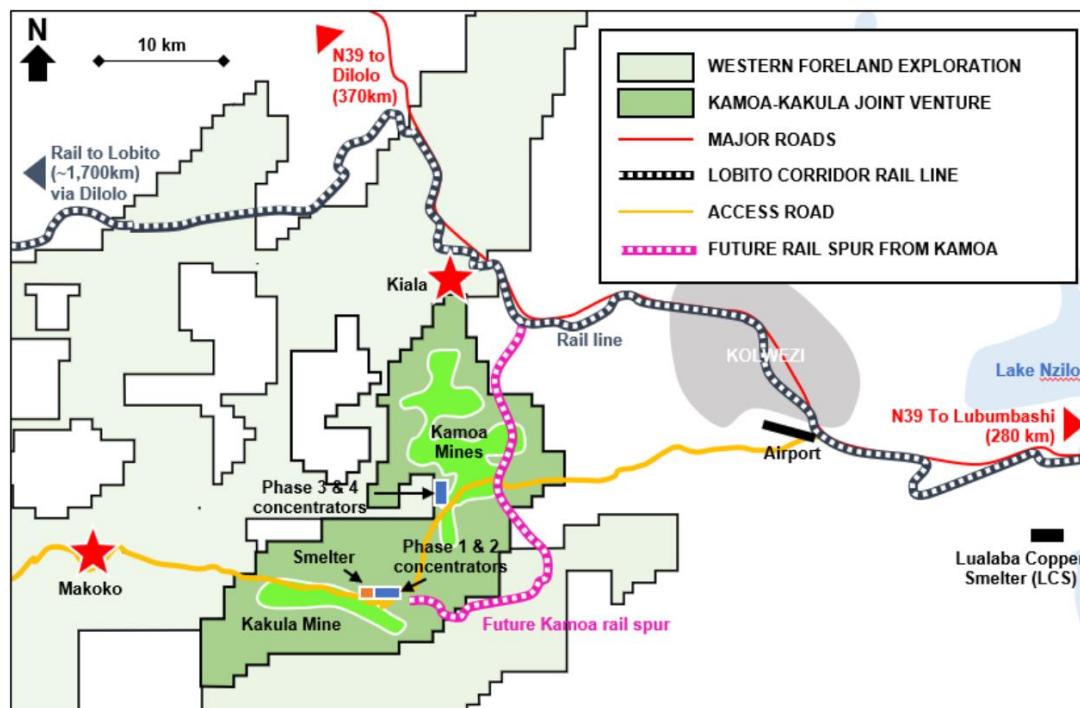 N
10 km
N39 to
Dilolo
(370km)
Rail to Lobito
(~1,700km)
via Dilolo
WESTERN FORELAND EXPLORATION
KAMOA-KAKULA JOINT VENTURE
MAJOR ROADS
LOBITO CORRIDOR RAIL LINE
ACCESS ROAD
FUTURE RAIL SPUR FROM KAMOA
Kiala
Rail line
KOLWEZI
Lake Nzilo
N39 To Lubumbashi
(280 km)
Airport
Kamoa
Mines
Phase 3 & 4
concentrators
Phase 1 & 2
concentrators
Smelter
Makoko
Kakula Mine
Future Kamoa rail spur
Lualaba Copper
Smelter (LCS)